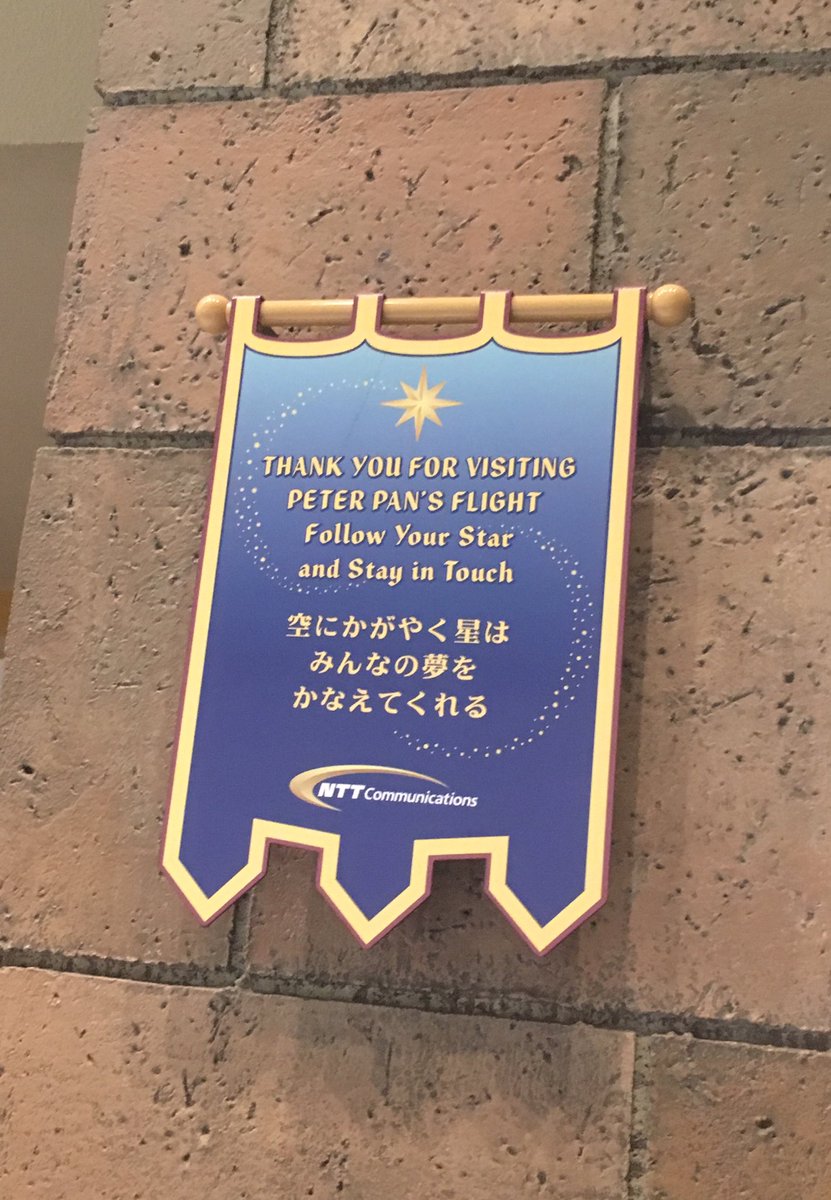 THANK YOU FOR VISITING
PETER PAN'S FLIGHT
Follow Your Star
and Stay in Touch
空にかがやく星は
みんなの夢を
かなえてくれる
NTT Communications